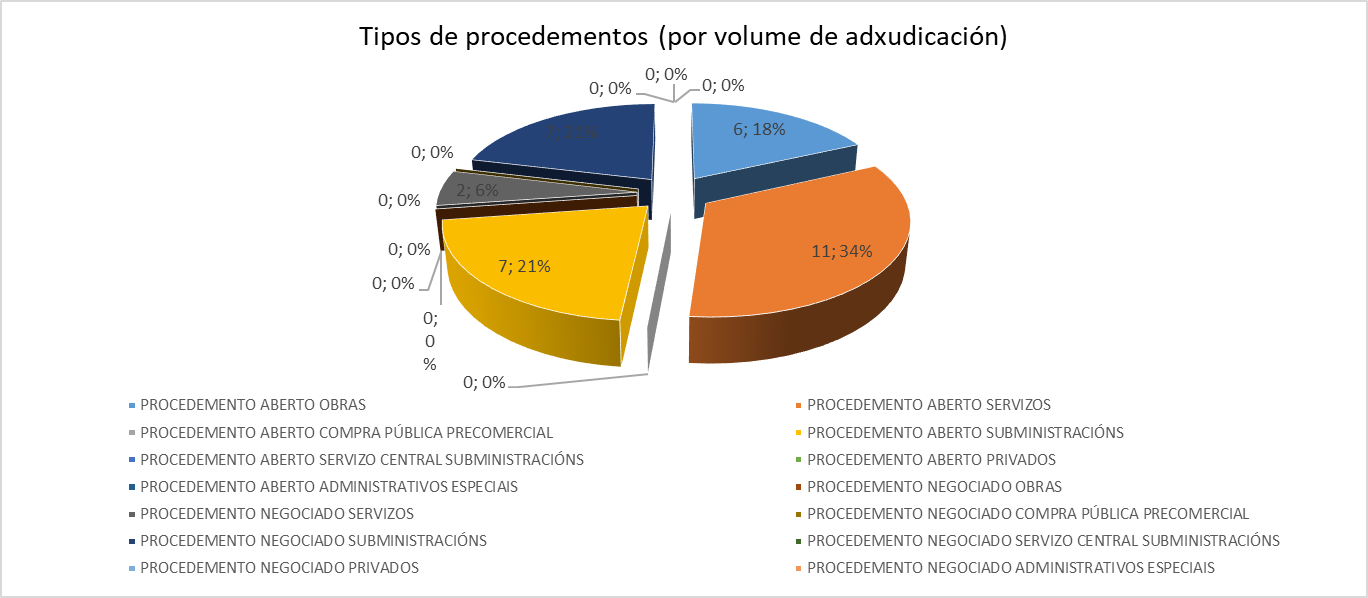 Tipos de procedementos (por volume de adxudicación)
0; 0%
0; 0%
0; 0%
6; 18%
0; 0%
2; 6%
0; 0%
11; 34%
0; 0%
7; 21%
0; 0%
0;
0
%
0; 0%
PROCEDEMENTO ABERTO OBRAS
PROCEDEMENTO ABERTO SERVIZOS
PROCEDEMENTO ABERTO COMPRA PÚBLICA PRECOMERCIAL
PROCEDEMENTO ABERTO SUBMINISTRACIÓNS
PROCEDEMENTO ABERTO SERVIZO CENTRAL SUBMINISTRACIÓNS
PROCEDEMENTO ABERTO PRIVADOS
PROCEDEMENTO ABERTO ADMINISTRATIVOS ESPECIAIS
PROCEDEMENTO NEGOCIADO OBRAS
PROCEDEMENTO NEGOCIADO SERVIZOS
PROCEDEMENTO NEGOCIADO COMPRA PÚBLICA PRECOMERCIAL
PROCEDEMENTO NEGOCIADO SUBMINISTRACIÓNS
PROCEDEMENTO NEGOCIADO SERVIZO CENTRAL SUBMINISTRACIÓNS
PROCEDEMENTO NEGOCIADO PRIVADOS
PROCEDEMENTO NEGOCIADO ADMINISTRATIVOS ESPECIAIS